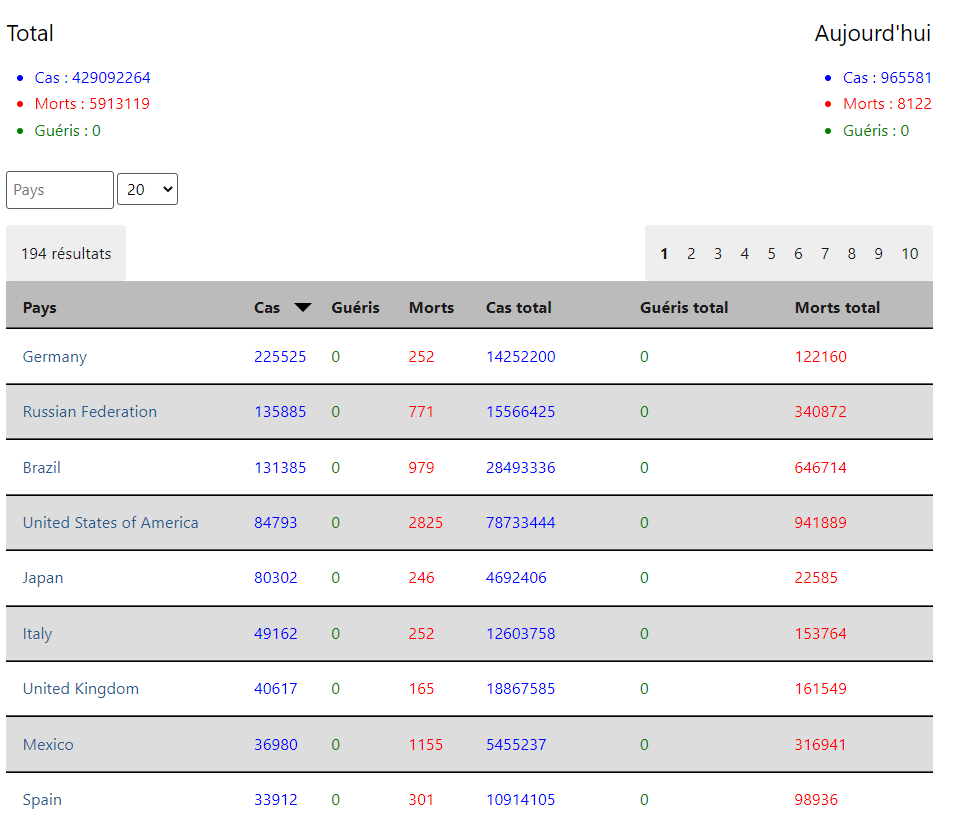 Total Aujourd'hui
Cas : 429092264 Cas : 965581
Morts : 5913119 Morts : 8122
Guéris : 0 Guéris : 0
Pays 20
194 résultats 1 2 3 4 5 6 7 8 9 10
Pays Cas Guéris Morts Cas total Guéris total Morts total
Germany 225525 0 252 14252200 0 122160
Russian Federation 135885 0 771 15566425 0 340872
Brazil 131385 0 979 28493336 0 646714
United States of America 84793 0 2825 78733444 0 941889
Japan 80302 0 246 4692406 0 22585
Italy 49162 0 252 12603758 0 153764
United Kingdom 40617 0 165 18867585 0 161549
Mexico 36980 0 1155 5455237 0 316941
Spain 33912 0 301 10914105 0 98936